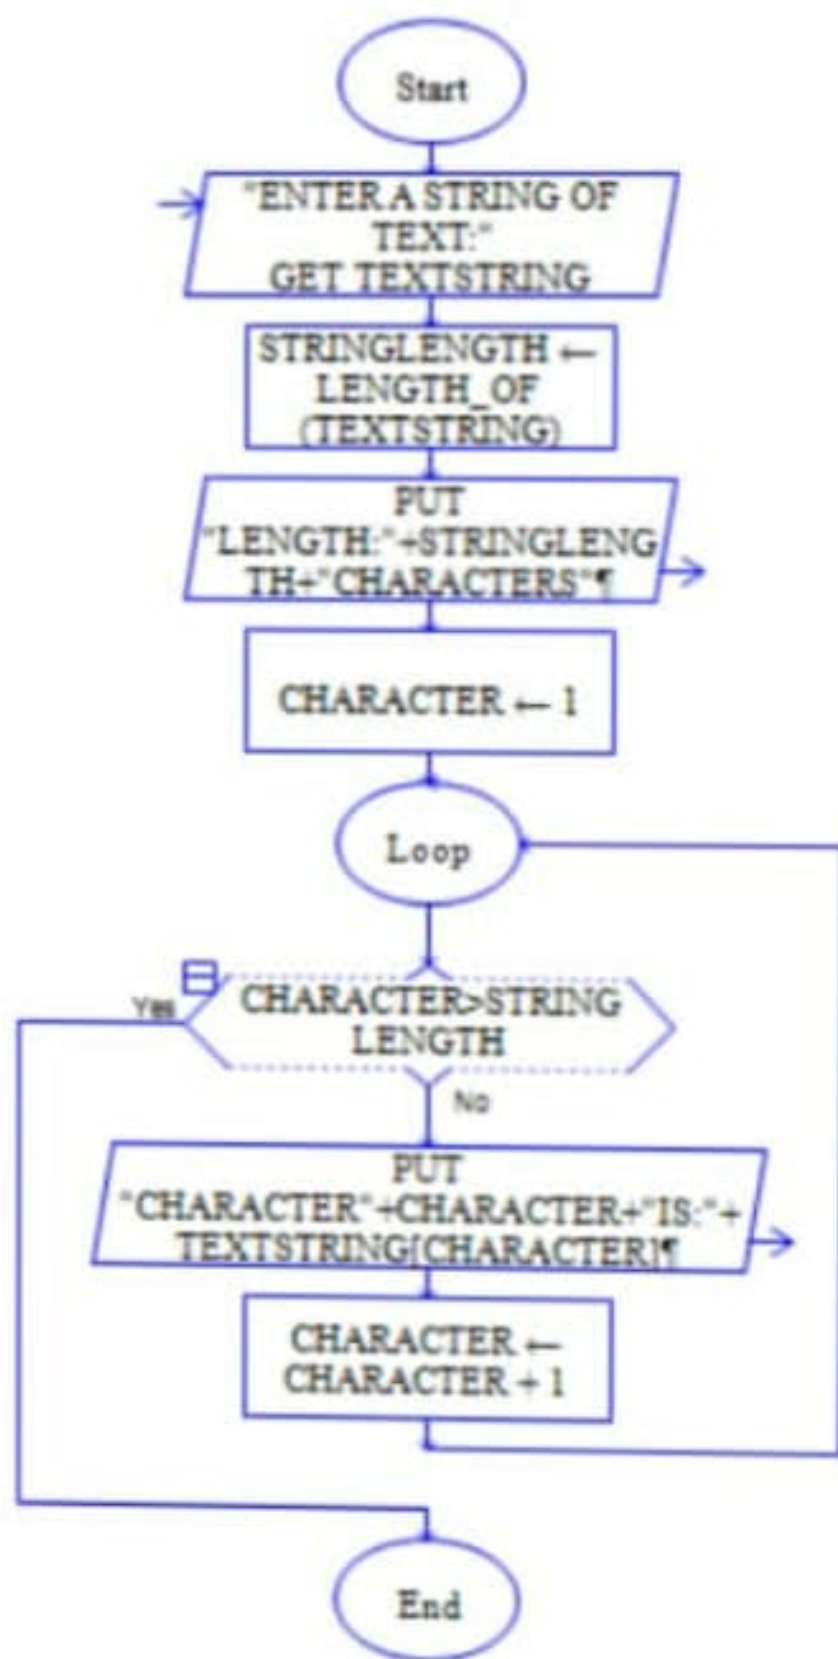 Start
"ENTER A STRING OF
TEXT:"
GET TEXTSTRING
STRINGLENGTH ←
LENGTH_OF
(TEXTSTRING)
PUT
"LENGTH:"+STRINGLENG
TH+"CHARACTERS"¶
CHARACTER ← 1
Loop
Yes
CHARACTER>STRING
LENGTH
No
PUT
"CHARACTER"+CHARACTER+"IS:"+
TEXTSTRING[CHARACTER]¶
CHARACTER ←
CHARACTER + 1
End